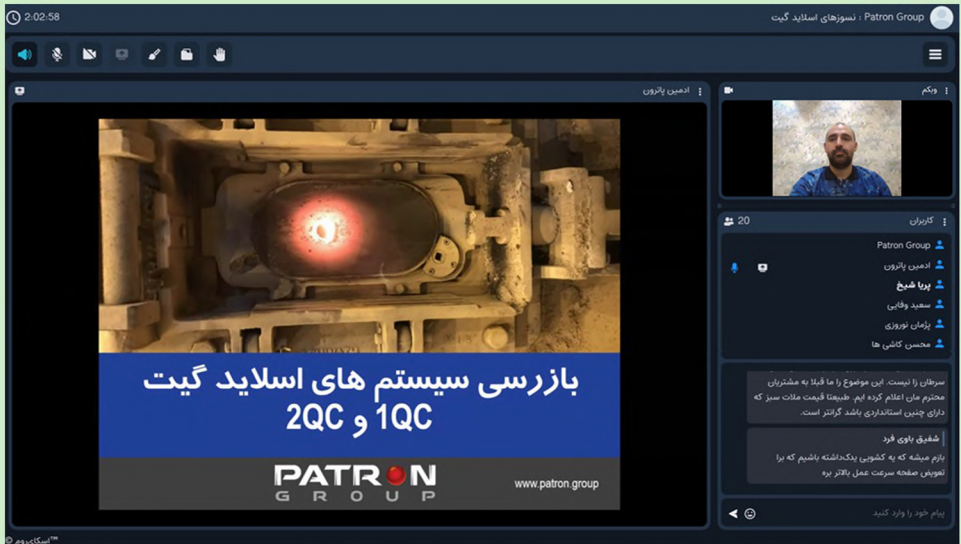 2:02:58
Patron Group : نسوزهای اسلاید گیت
ادمین پاترون
بازرسی سیستم های اسلاید گیت
1QC و 2QC
PATRON
GROUP
www.patron.group
وبکم
کاربران
20
Patron Group
ادمین پاترون
پریا شیخ
سعید وفایی
پژمان نوروزی
محسن کاشی ها
سرطان زا نیست. این موضوع را ما قبلا به مشتریان
محترم مان اعلام کرده ایم. طبیعتا قیمت ملات سبز که
دارای چنین استانداردی باشد گرانتر است.
شفیق باوی فرد
بازم میشه که یه کشویی یدک‌داشته باشیم که برا
تعویض صفحه سرعت عمل بالاتر بره
پیام خود را وارد کنید
© اسکای‌روم™